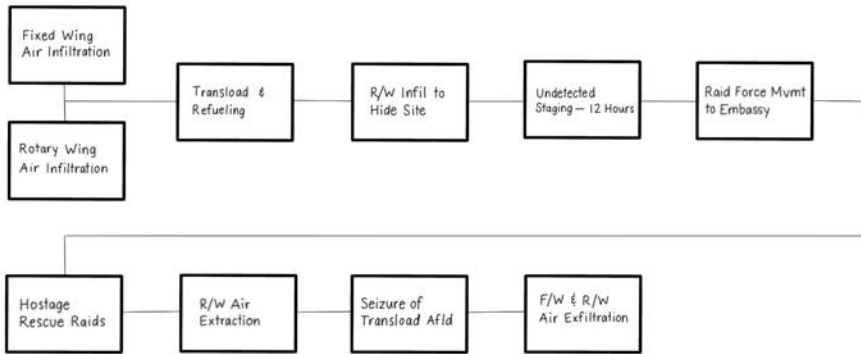 Fixed Wing
Air Infiltration
Rotary Wing
Air Infiltration
Transload &
Refueling
R/W Infil to
Hide Site
Undetected
Staging — 12 Hours
Raid Force Mvmt
to Embassy
Hostage
Rescue Raids
R/W Air
Extraction
Seizure of
Transload Afld
F/W & R/W
Air Exfiltration